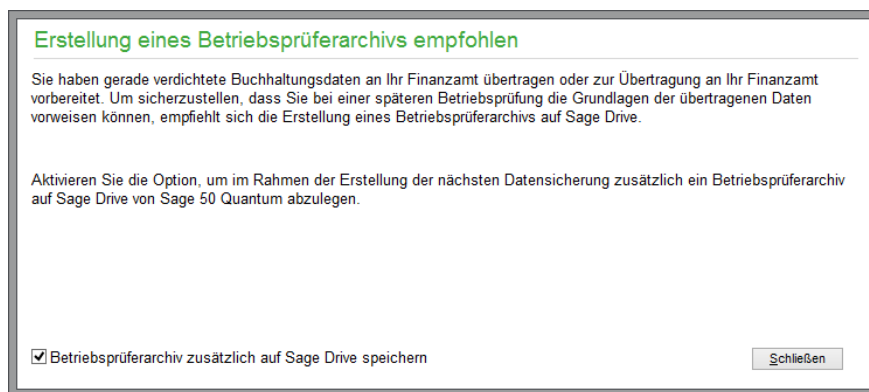 Erstellung eines Betriebsprüferarchivs empfohlen
Sie haben gerade verdichtete Buchhaltungsdaten an Ihr Finanzamt übertragen oder zur Übertragung an Ihr Finanzamt
vorbereitet. Um sicherzustellen, dass Sie bei einer späteren Betriebsprüfung die Grundlagen der übertragenen Daten
vorweisen können, empfiehlt sich die Erstellung eines Betriebsprüferarchivs auf Sage Drive.
Aktivieren Sie die Option, um im Rahmen der Erstellung der nächsten Datensicherung zusätzlich ein Betriebsprüferarchiv
auf Sage Drive von Sage 50 Quantum abzulegen.
Betriebsprüferarchiv zusätzlich auf Sage Drive speichern
Schließen